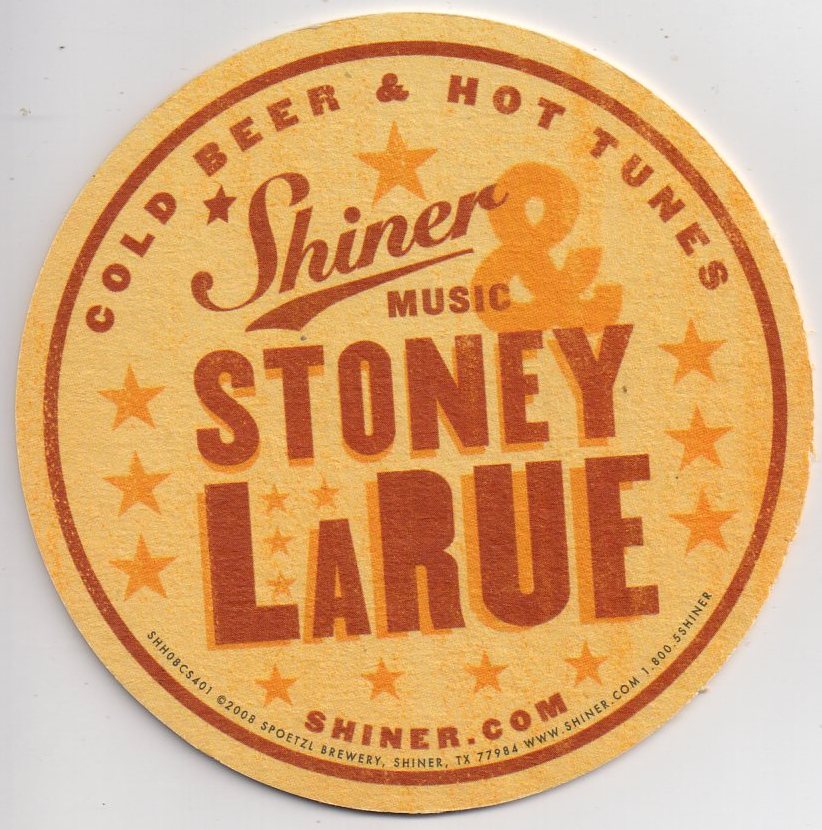 COLD BEER & HOT TUNES
Shiner
MUSIC &
STONEY
LARUE
SHINER.COM
SHH08CS401 ©2008 SPOETZL BREWERY, SHINER, TX 77984 WWW.SHINER.COM 1.800.5SHINER